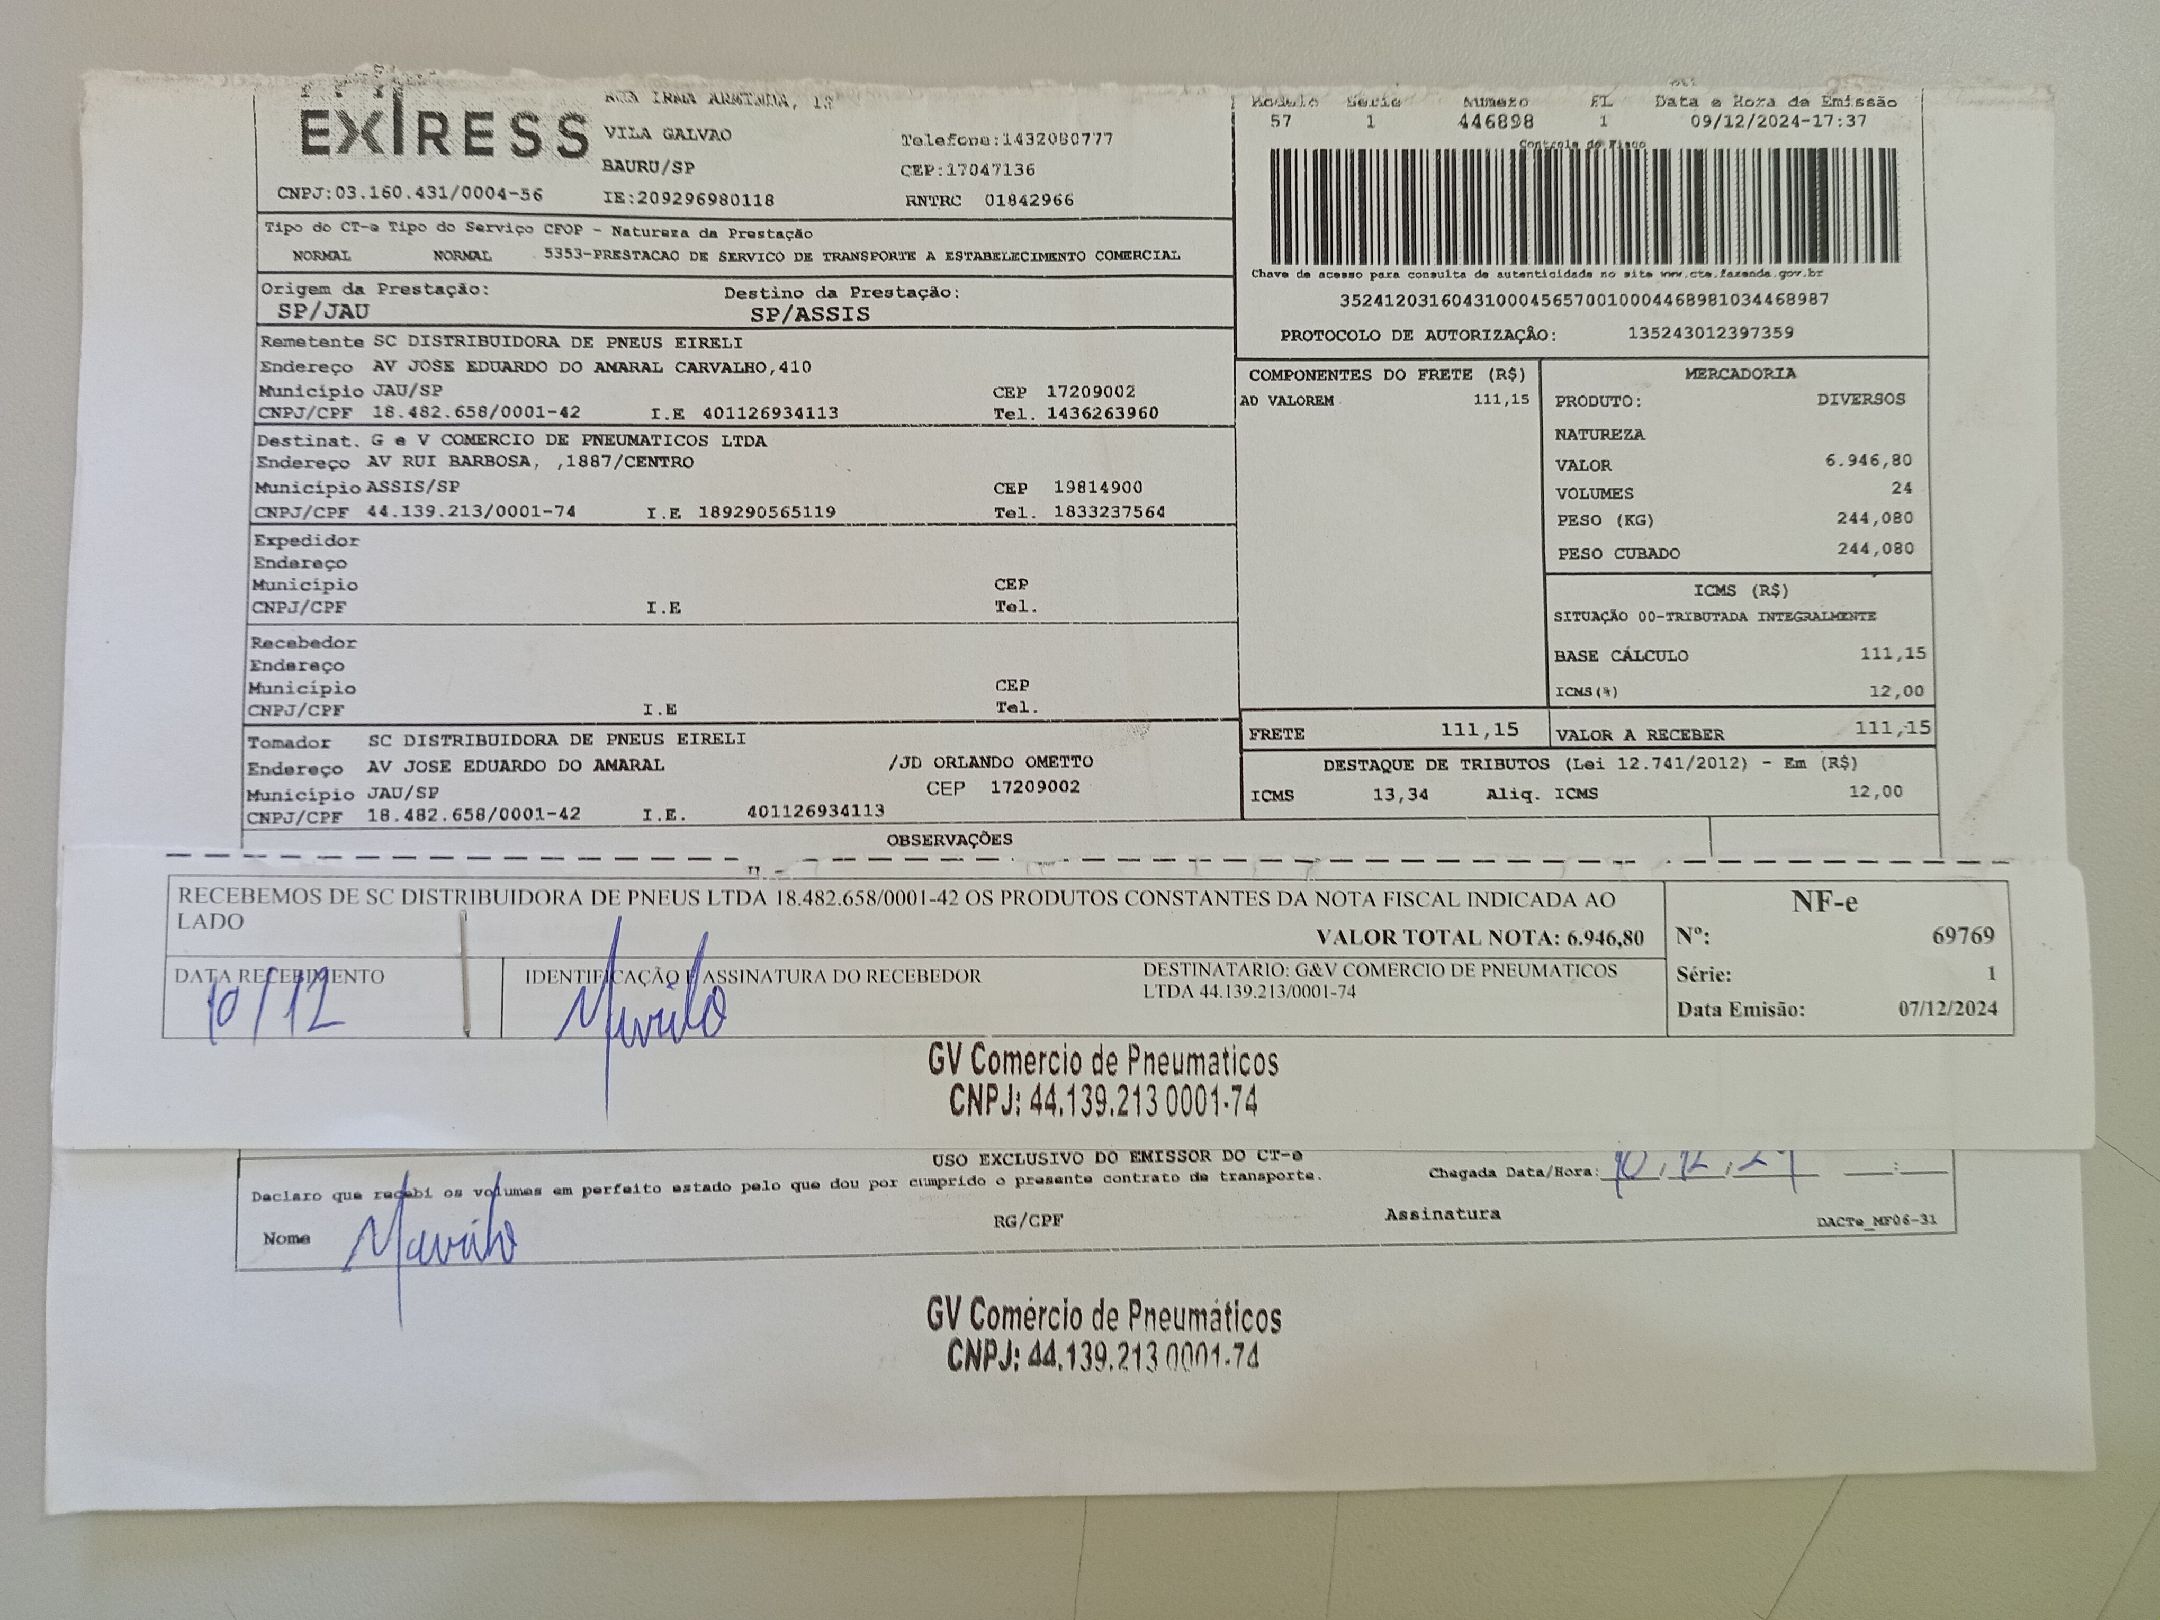 EXIRESS
VILA GALVAO
BAURU/SP
CNPJ:03.160.431/0004-56 IE:209296980118
Telefone:1432080777
CEP:17047136
RNTRC 01842966
Modelo Serie Numero FL Data e Hora de Emissão
57 1 446898 1 09/12/2024-17:37
Controle do Fisco
Chave de acesso para consulta de autenticidade no site www.cte.fazenda.gov.br
35241203160431000456570010004468981034468987
PROTOCOLO DE AUTORIZAÇÃO: 135243012397359
Tipo do CT-e Tipo do Serviço CFOP - Natureza da Prestação
NORMAL NORMAL 5353-PRESTACAO DE SERVICO DE TRANSPORTE A ESTABELECIMENTO COMERCIAL
Origem da Prestação: Destino da Prestação:
SP/JAU SP/ASSIS
Remetente SC DISTRIBUIDORA DE PNEUS EIRELI
Endereço AV JOSE EDUARDO DO AMARAL CARVALHO,410
Município JAU/SP CEP 17209002
CNPJ/CPF 18.482.658/0001-42 I.E 401126934113 Tel. 1436263960
Destinat. G e V COMERCIO DE PNEUMATICOS LTDA
Endereço AV RUI BARBOSA, ,1887/CENTRO
Município ASSIS/SP CEP 19814900
CNPJ/CPF 44.139.213/0001-74 I.E 189290565119 Tel. 1833237564
Expedidor
Endereço
Município CEP
CNPJ/CPF I.E Tel.
Recebedor
Endereço
Município CEP
CNPJ/CPF I.E Tel.
Tomador SC DISTRIBUIDORA DE PNEUS EIRELI
Endereço AV JOSE EDUARDO DO AMARAL /JD ORLANDO OMETTO
Município JAU/SP CEP 17209002
CNPJ/CPF 18.482.658/0001-42 I.E. 401126934113
COMPONENTES DO FRETE (R$)
AD VALOREM 111,15
MERCADORIA
PRODUTO: DIVERSOS
NATUREZA
VALOR 6.946,80
VOLUMES 24
PESO (KG) 244,080
PESO CUBADO 244,080
ICMS (R$)
SITUAÇÃO 00-TRIBUTADA INTEGRALMENTE
BASE CÁLCULO 111,15
ICMS(%) 12,00
FRETE 111,15 VALOR A RECEBER 111,15
DESTAQUE DE TRIBUTOS (Lei 12.741/2012) - Em (R$)
ICMS 13,34 Aliq. ICMS 12,00
OBSERVAÇÕES
RECEBEMOS DE SC DISTRIBUIDORA DE PNEUS LTDA 18.482.658/0001-42 OS PRODUTOS CONSTANTES DA NOTA FISCAL INDICADA AO
LADO
VALOR TOTAL NOTA: 6.946,80
DATA RECEBIMENTO
10/12
IDENTIFICAÇÃO E ASSINATURA DO RECEBEDOR
Murilo
DESTINATARIO: G&V COMERCIO DE PNEUMATICOS
LTDA 44.139.213/0001-74
NF-e
Nº: 69769
Série: 1
Data Emissão: 07/12/2024
GV Comercio de Pneumaticos
CNPJ: 44.139.213 0001-74
USO EXCLUSIVO DO EMISSOR DO CT-e
Declaro que recebi os volumes em perfeito estado pelo que dou por cumprido o presente contrato de transporte.
Chegada Data/Hora: 10,12,24 __:__
Nome Murilo RG/CPF Assinatura
DACTe_MF06-31
GV Comércio de Pneumáticos
CNPJ: 44.139.213 0001-74